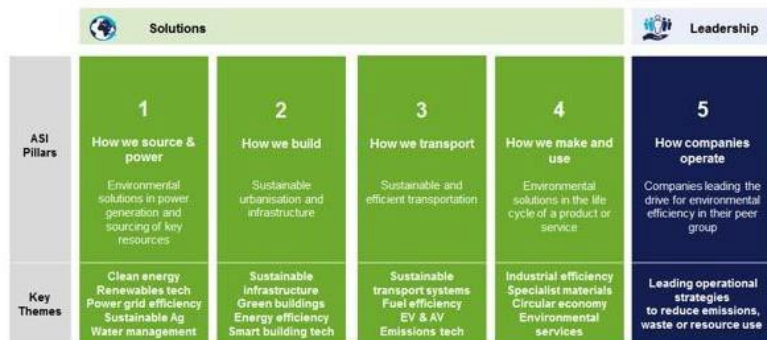 Solutions
Leadership
ASI
Pillars
1
How we source &
power
Environmental
solutions in power
generation and
sourcing of key
resources
2
How we build
Sustainable
urbanisation and
infrastructure
3
How we transport
Sustainable and
efficient transportation
4
How we make and
use
Environmental
solutions in the life
cycle of a product or
service
5
How companies
operate
Companies leading the
drive for environmental
efficiency in their peer
group
Key
Themes
Clean energy
Renewables tech
Power grid efficiency
Sustainable Ag
Water management
Sustainable
infrastructure
Green buildings
Energy efficiency
Smart building tech
Sustainable
transport systems
Fuel efficiency
EV & AV
Emissions tech
Industrial efficiency
Specialist materials
Circular economy
Environmental
services
Leading operational
strategies
to reduce emissions,
waste or resource use